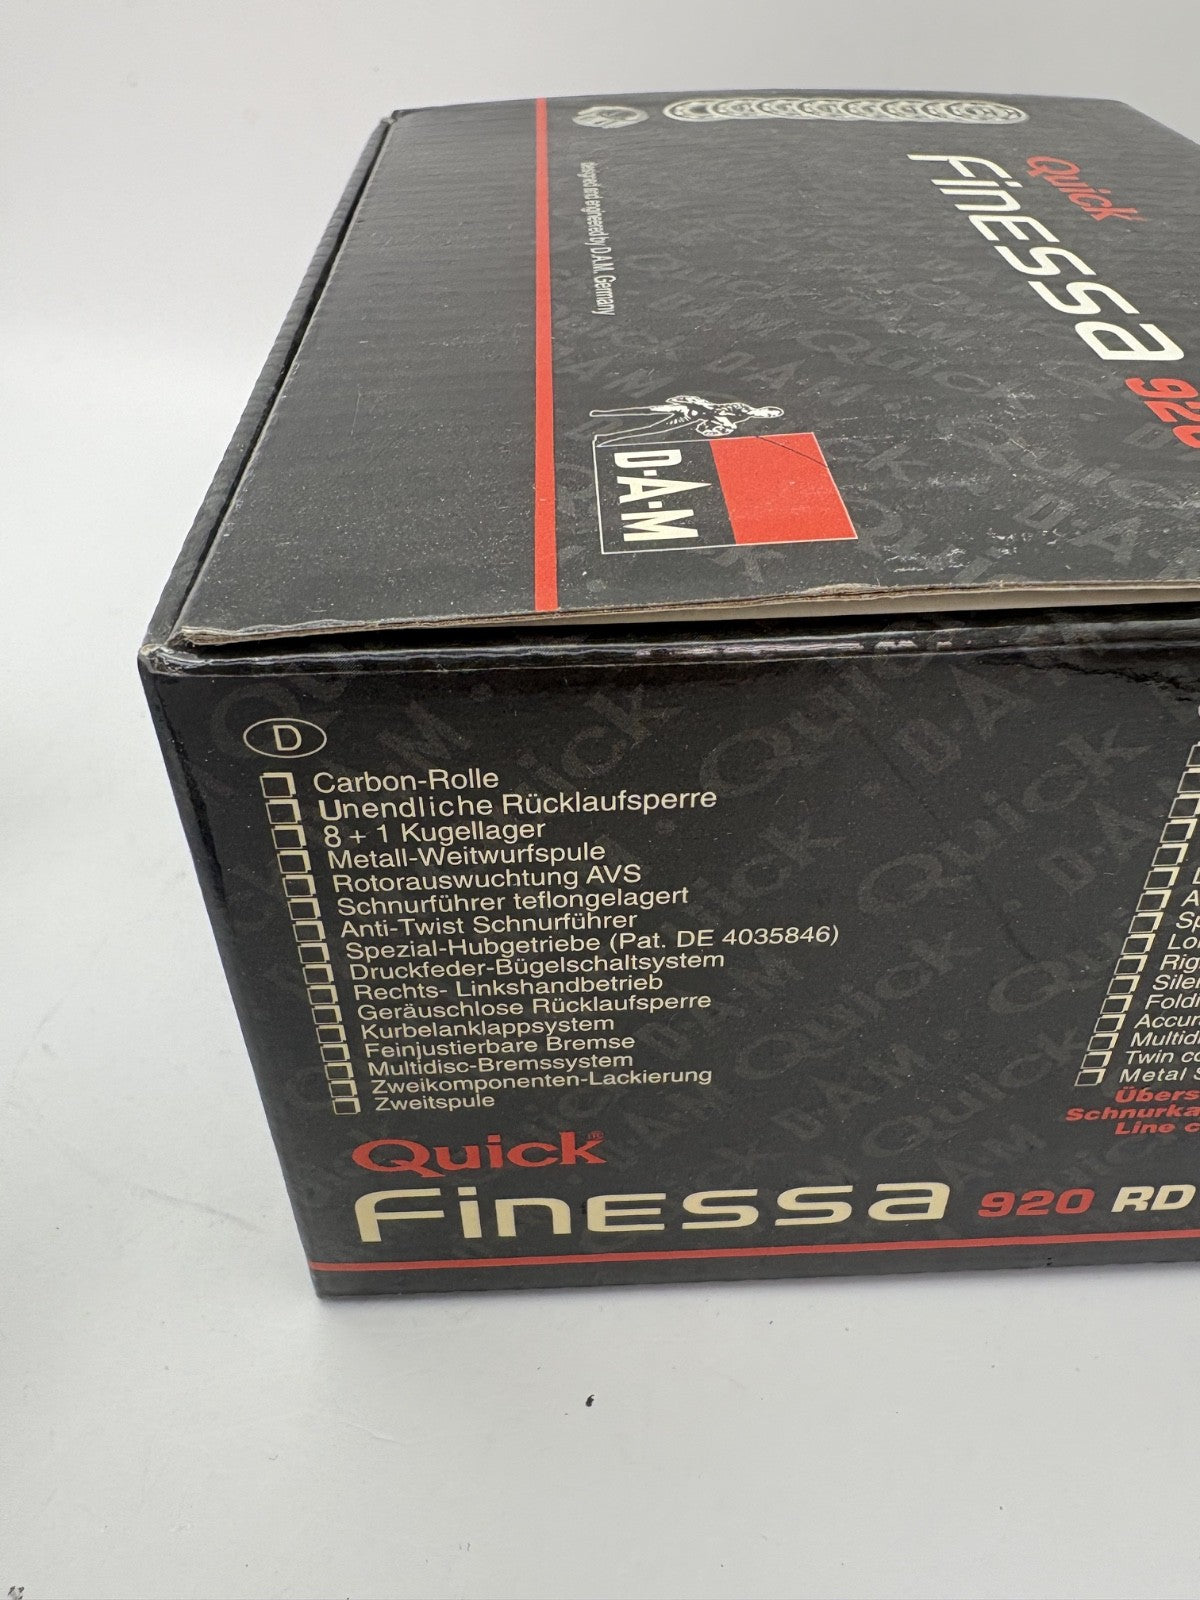 Quick
Finessa 920
designed and engineered by D.A.M. Germany
D·A·M
D
Carbon-Rolle
Unendliche Rücklaufsperre
8 + 1 Kugellager
Metall-Weitwurfspule
Rotorauswuchtung AVS
Schnurführer teflongelagert
Anti-Twist Schnurführer
Spezial-Hubgetriebe (Pat. DE 4035846)
Druckfeder-Bügelschaltsystem
Rechts- Linkshandbetrieb
Geräuschlose Rücklaufsperre
Kurbelanklappsystem
Feinjustierbare Bremse
Multidisc-Bremssystem
Zweikomponenten-Lackierung
Zweitspule
Quick®
Finessa 920 RD
Metal
Line